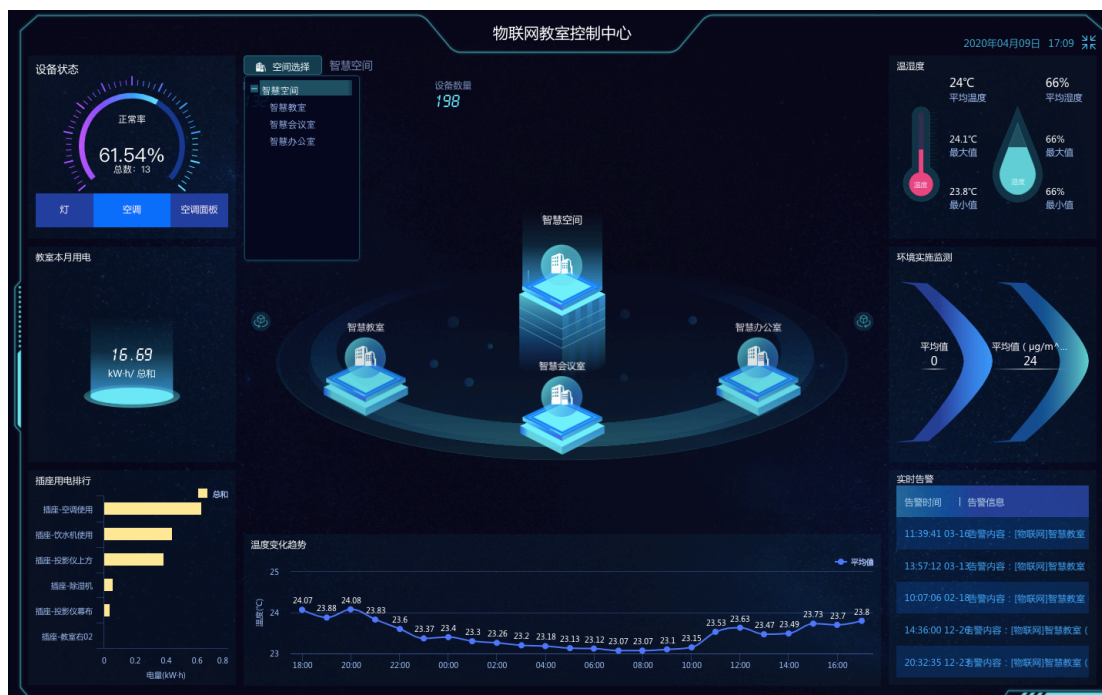 物联网教室控制中心
2020年04月09日 17:09
设备状态
正常率
61.54%
总数: 13
灯 空调 空调面板
空间选择 智慧空间
智慧空间
智慧教室
智慧会议室
智慧办公室
设备数量
198
温湿度
24℃ 66%
平均温度 平均湿度
24.1℃ 66%
最大值 最大值
温度 湿度
23.8℃ 66%
最小值 最小值
教室本月用电
16.69
kW·h/ 总和
智慧空间
智慧教室
智慧会议室
智慧办公室
环境实施监测
平均值 平均值 ( μg/m^...
0 24
插座用电排行
总和
插座-空调使用
插座-饮水机使用
插座-投影仪上方
插座-除湿机
插座-投影仪幕布
插座-教室右02
0 0.2 0.4 0.6 0.8
电量(kW·h)
温度变化趋势
平均值
温度(℃)
25
24
23
24.07 23.88 24.08 23.83 23.6 23.37 23.4 23.3 23.26 23.2 23.18 23.13 23.12 23.07 23.07 23.1 23.15 23.53 23.63 23.47 23.49 23.73 23.7 23.8
18:00 20:00 22:00 00:00 02:00 04:00 06:00 08:00 10:00 12:00 14:00 16:00
实时告警
告警时间 告警信息
11:39:41 03-16告警内容：[物联网]智慧教室
13:57:12 03-13告警内容：[物联网]智慧教室
10:07:06 02-18告警内容：[物联网]智慧教室
14:36:00 12-26告警内容：[物联网]智慧教室 (
20:32:35 12-23告警内容：[物联网]智慧教室 (